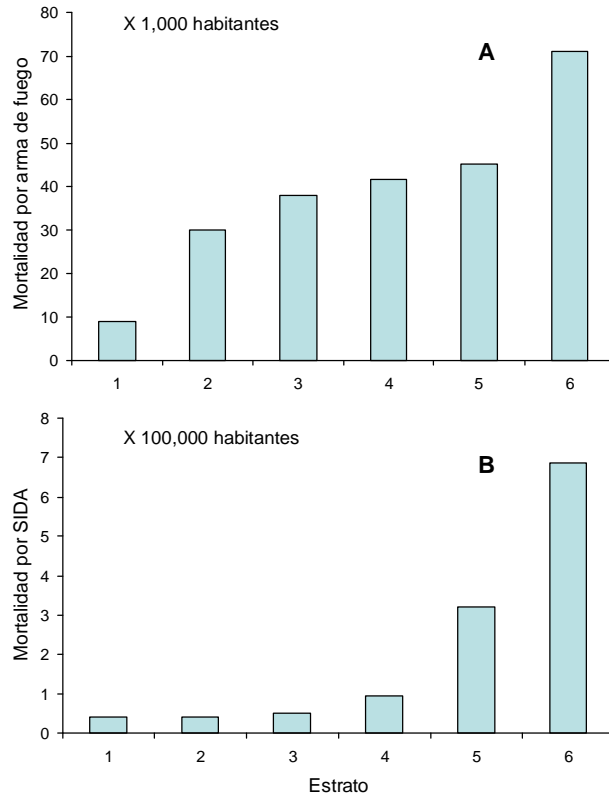 X 1,000 habitantes
A
Mortalidad por arma de fuego
80
70
60
50
40
30
20
10
0
1 2 3 4 5 6
X 100,000 habitantes
B
Mortalidad por SIDA
8
7
6
5
4
3
2
1
0
1 2 3 4 5 6
Estrato